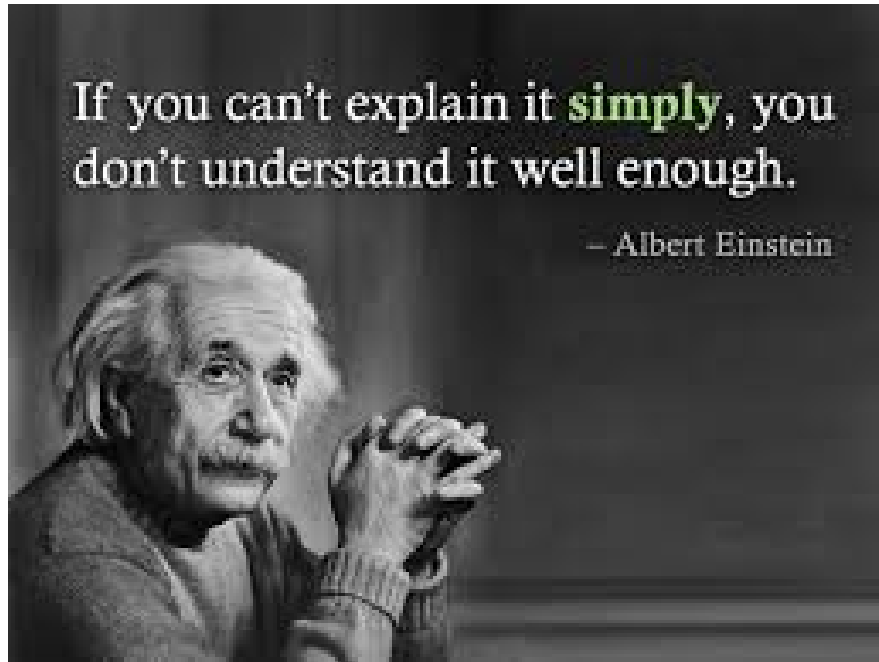 If you can't explain it simply, you
don't understand it well enough.
– Albert Einstein